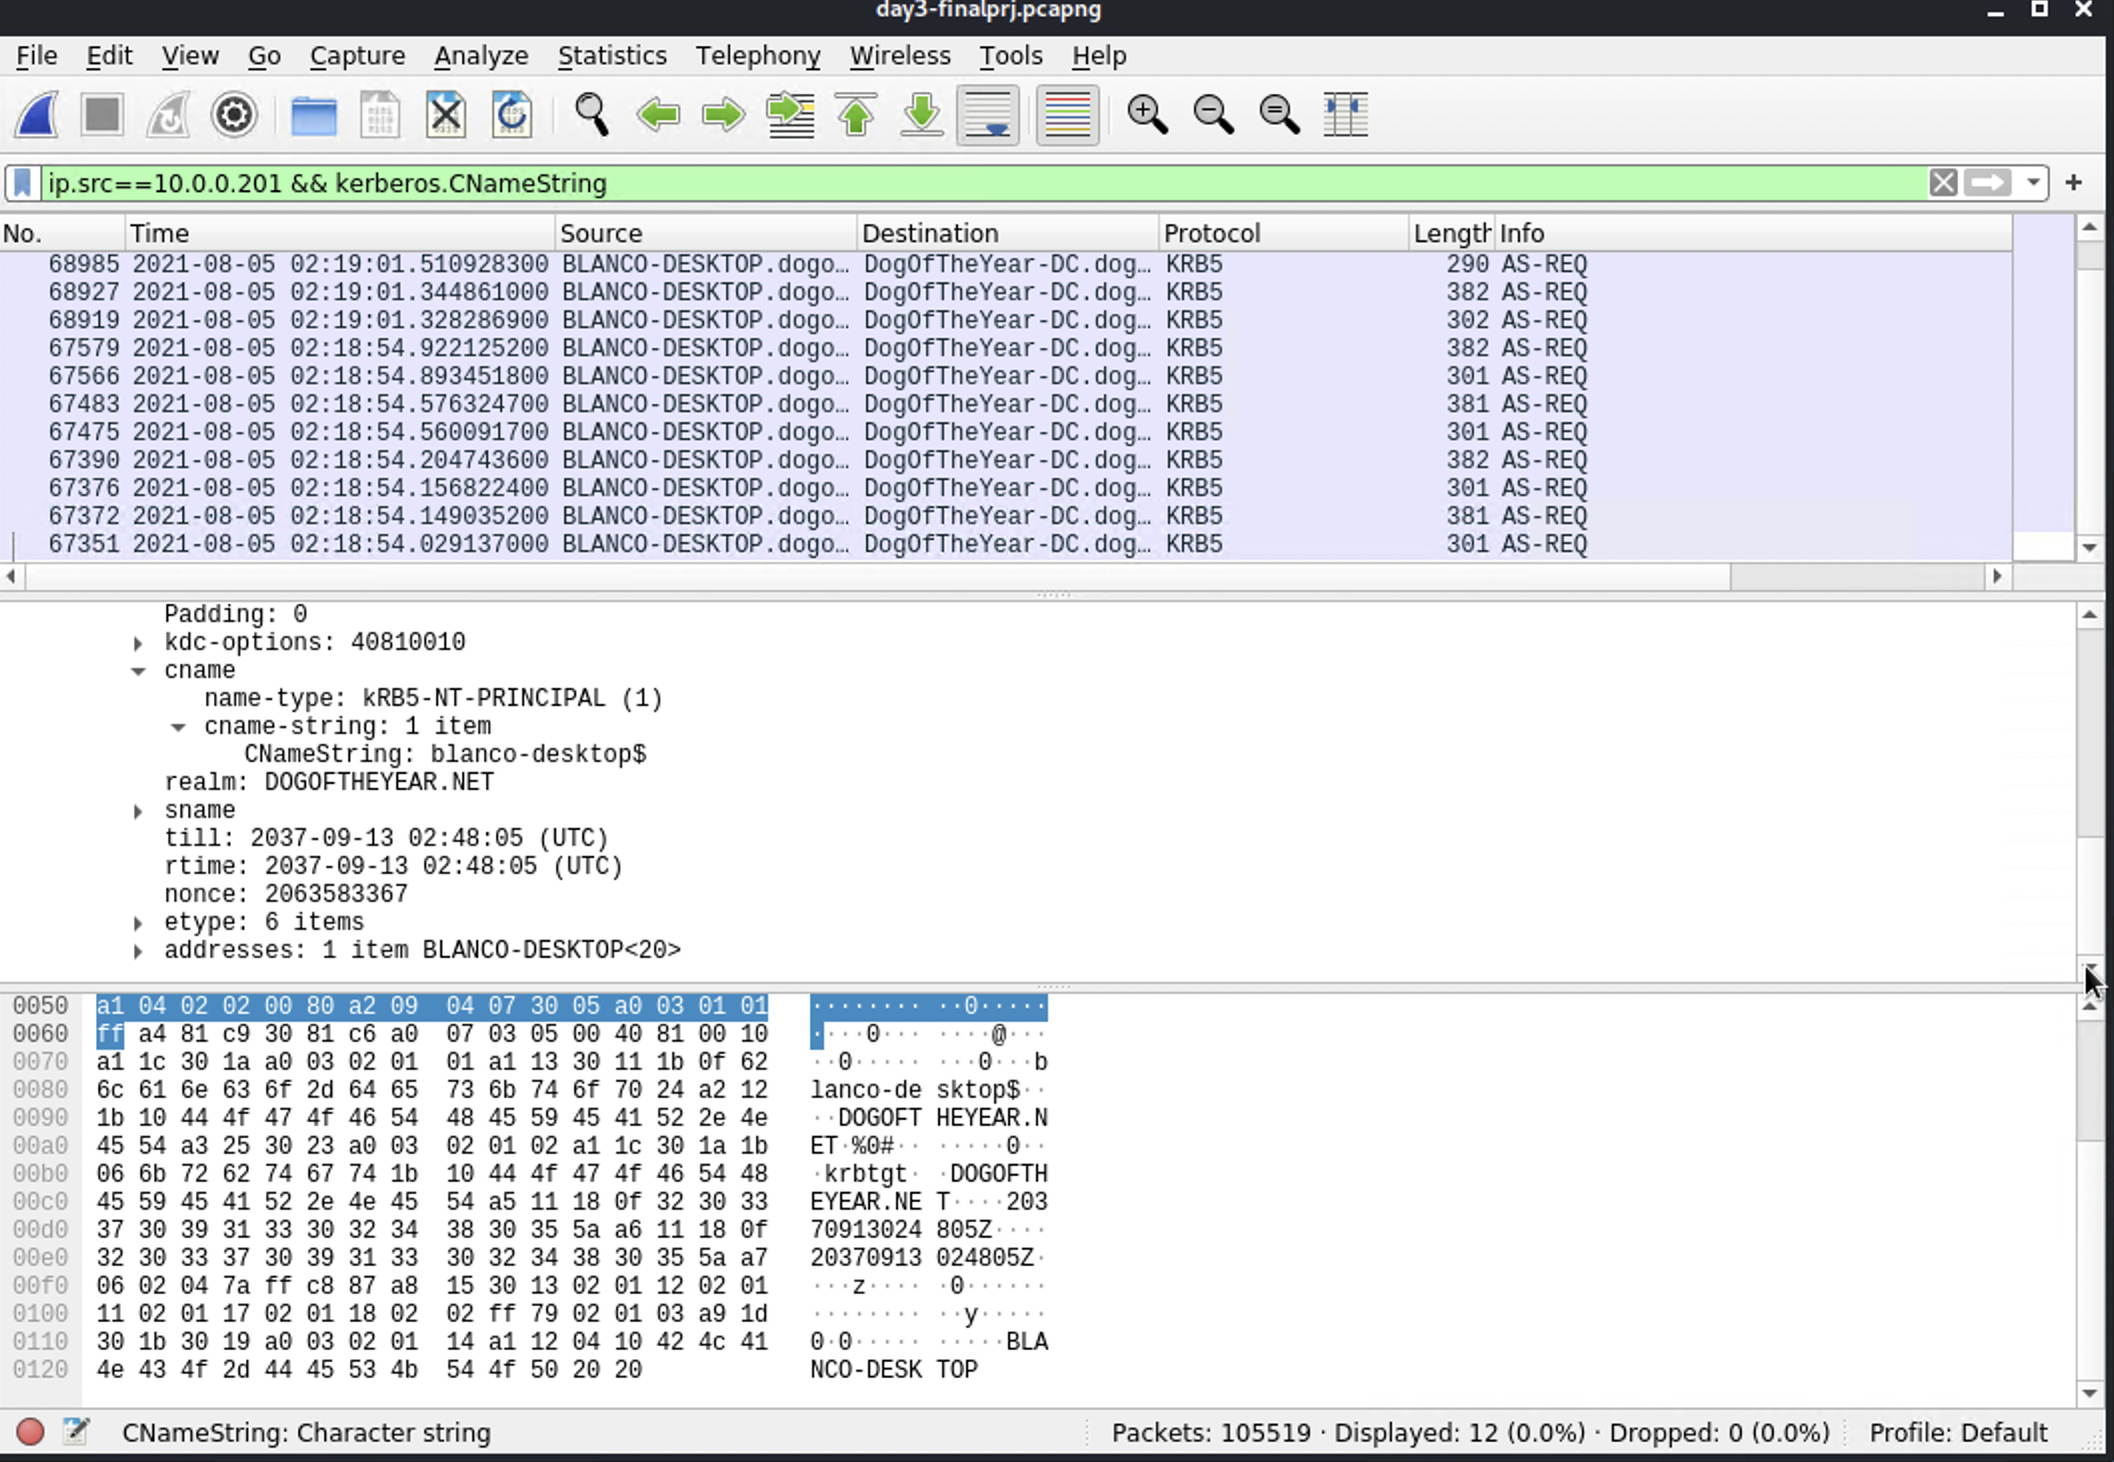 day3-finalprj.pcapng
File Edit View Go Capture Analyze Statistics Telephony Wireless Tools Help
ip.src==10.0.0.201 && kerberos.CNameString
No. Time Source Destination Protocol Length Info
68985 2021-08-05 02:19:01.510928300 BLANCO-DESKTOP.dogo… DogOfTheYear-DC.dog… KRB5 290 AS-REQ
68927 2021-08-05 02:19:01.344861000 BLANCO-DESKTOP.dogo… DogOfTheYear-DC.dog… KRB5 382 AS-REQ
68919 2021-08-05 02:19:01.328286900 BLANCO-DESKTOP.dogo… DogOfTheYear-DC.dog… KRB5 302 AS-REQ
67579 2021-08-05 02:18:54.922125200 BLANCO-DESKTOP.dogo… DogOfTheYear-DC.dog… KRB5 382 AS-REQ
67566 2021-08-05 02:18:54.893451800 BLANCO-DESKTOP.dogo… DogOfTheYear-DC.dog… KRB5 301 AS-REQ
67483 2021-08-05 02:18:54.576324700 BLANCO-DESKTOP.dogo… DogOfTheYear-DC.dog… KRB5 381 AS-REQ
67475 2021-08-05 02:18:54.560091700 BLANCO-DESKTOP.dogo… DogOfTheYear-DC.dog… KRB5 301 AS-REQ
67390 2021-08-05 02:18:54.204743600 BLANCO-DESKTOP.dogo… DogOfTheYear-DC.dog… KRB5 382 AS-REQ
67376 2021-08-05 02:18:54.156822400 BLANCO-DESKTOP.dogo… DogOfTheYear-DC.dog… KRB5 301 AS-REQ
67372 2021-08-05 02:18:54.149035200 BLANCO-DESKTOP.dogo… DogOfTheYear-DC.dog… KRB5 381 AS-REQ
67351 2021-08-05 02:18:54.029137000 BLANCO-DESKTOP.dogo… DogOfTheYear-DC.dog… KRB5 301 AS-REQ
Padding: 0
kdc-options: 40810010
cname
name-type: kRB5-NT-PRINCIPAL (1)
cname-string: 1 item
CNameString: blanco-desktop$
realm: DOGOFTHEYEAR.NET
sname
till: 2037-09-13 02:48:05 (UTC)
rtime: 2037-09-13 02:48:05 (UTC)
nonce: 2063583367
etype: 6 items
addresses: 1 item BLANCO-DESKTOP<20>
0050 a1 04 02 02 00 80 a2 09 04 07 30 05 a0 03 01 01 ········ ··0·····
0060 ff a4 81 c9 30 81 c6 a0 07 03 05 00 40 81 00 10 ····0··· ····@···
0070 a1 1c 30 1a a0 03 02 01 01 a1 13 30 11 1b 0f 62 ··0····· ···0···b
0080 6c 61 6e 63 6f 2d 64 65 73 6b 74 6f 70 24 a2 12 lanco-de sktop$··
0090 1b 10 44 4f 47 4f 46 54 48 45 59 45 41 52 2e 4e ··DOGOFT HEYEAR.N
00a0 45 54 a3 25 30 23 a0 03 02 01 02 a1 1c 30 1a 1b ET·%0#·· ·····0··
00b0 06 6b 72 62 74 67 74 1b 10 44 4f 47 4f 46 54 48 ·krbtgt· ·DOGOFTH
00c0 45 59 45 41 52 2e 4e 45 54 a5 11 18 0f 32 30 33 EYEAR.NE T····203
00d0 37 30 39 31 33 30 32 34 38 30 35 5a a6 11 18 0f 70913024 805Z····
00e0 32 30 33 37 30 39 31 33 30 32 34 38 30 35 5a a7 20370913 024805Z·
00f0 06 02 04 7a ff c8 87 a8 15 30 13 02 01 12 02 01 ···z···· ·0······
0100 11 02 01 17 02 01 18 02 02 ff 79 02 01 03 a9 1d ········ ··y·····
0110 30 1b 30 19 a0 03 02 01 14 a1 12 04 10 42 4c 41 0·0····· ·····BLA
0120 4e 43 4f 2d 44 45 53 4b 54 4f 50 20 20 NCO-DESK TOP
CNameString: Character string Packets: 105519 · Displayed: 12 (0.0%) · Dropped: 0 (0.0%) Profile: Default